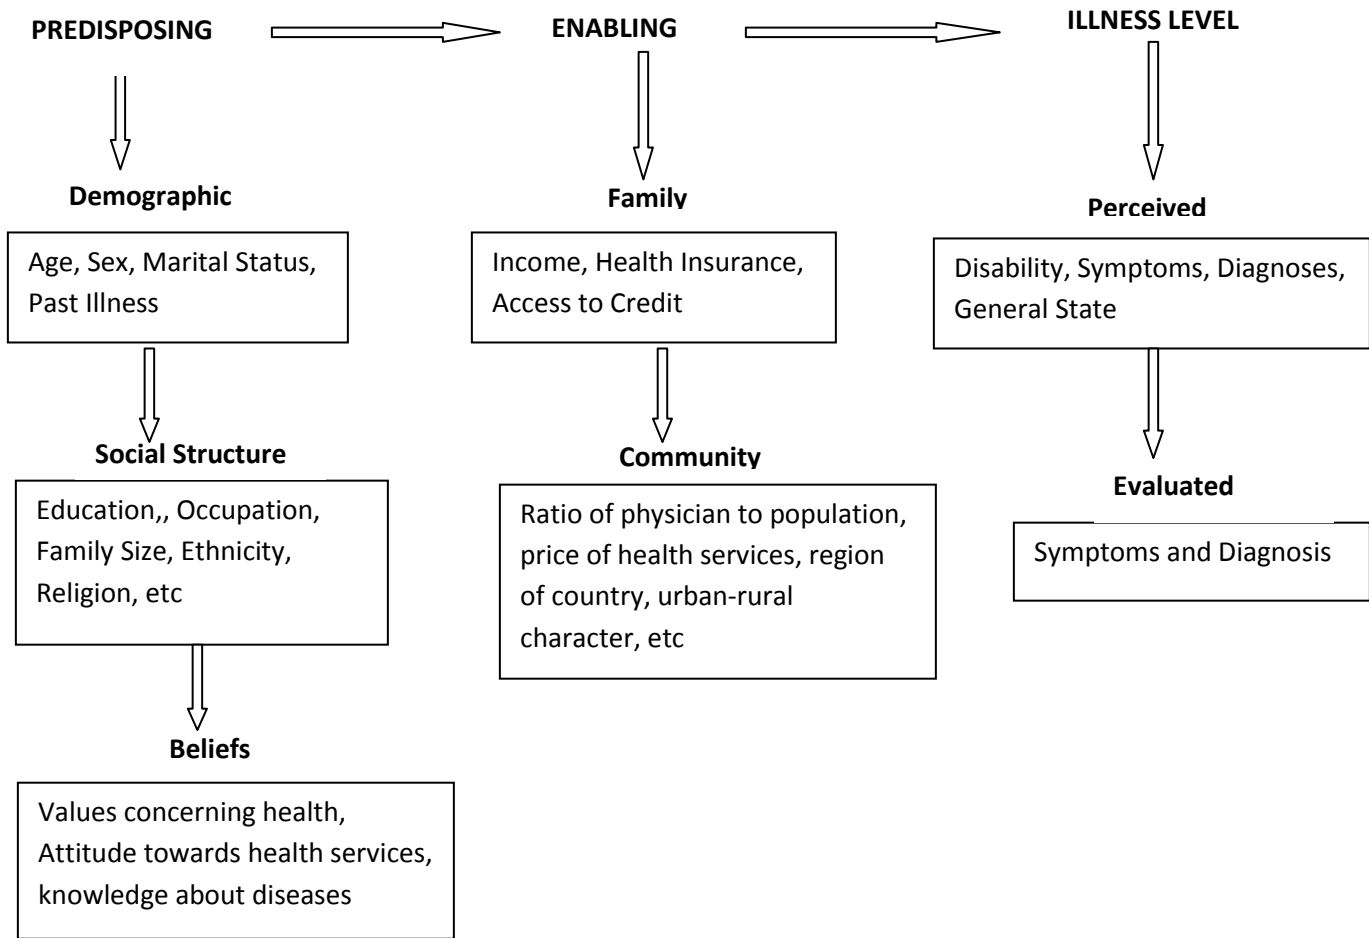 PREDISPOSING
ENABLING
ILLNESS LEVEL
Demographic
Age, Sex, Marital Status,
Past Illness
Social Structure
Education,, Occupation,
Family Size, Ethnicity,
Religion, etc
Beliefs
Values concerning health,
Attitude towards health services,
knowledge about diseases
Family
Income, Health Insurance,
Access to Credit
Community
Ratio of physician to population,
price of health services, region
of country, urban-rural
character, etc
Perceived
Disability, Symptoms, Diagnoses,
General State
Evaluated
Symptoms and Diagnosis